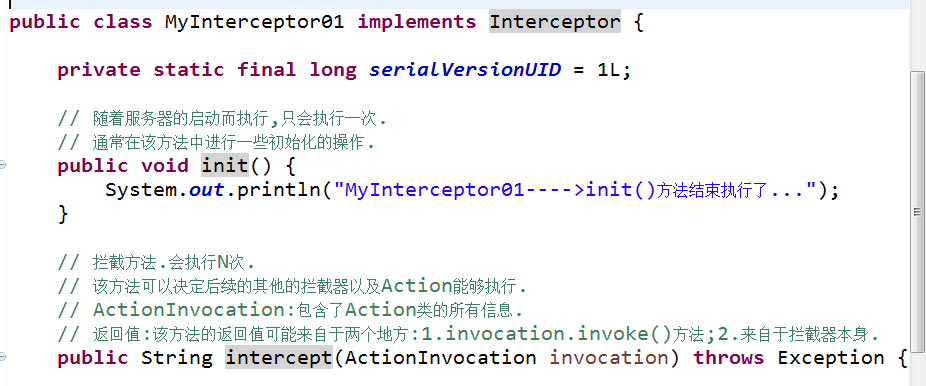 public class MyInterceptor01 implements Interceptor {
private static final long serialVersionUID = 1L;
// 随着服务器的启动而执行,只会执行一次.
// 通常在该方法中进行一些初始化的操作.
public void init() {
System.out.println("MyInterceptor01---->init()方法结束执行了...");
}
// 拦截方法.会执行N次.
// 该方法可以决定后续的其他的拦截器以及Action能够执行.
// ActionInvocation:包含了Action类的所有信息.
// 返回值:该方法的返回值可能来自于两个地方:1.invocation.invoke()方法;2.来自于拦截器本身.
public String intercept(ActionInvocation invocation) throws Exception {